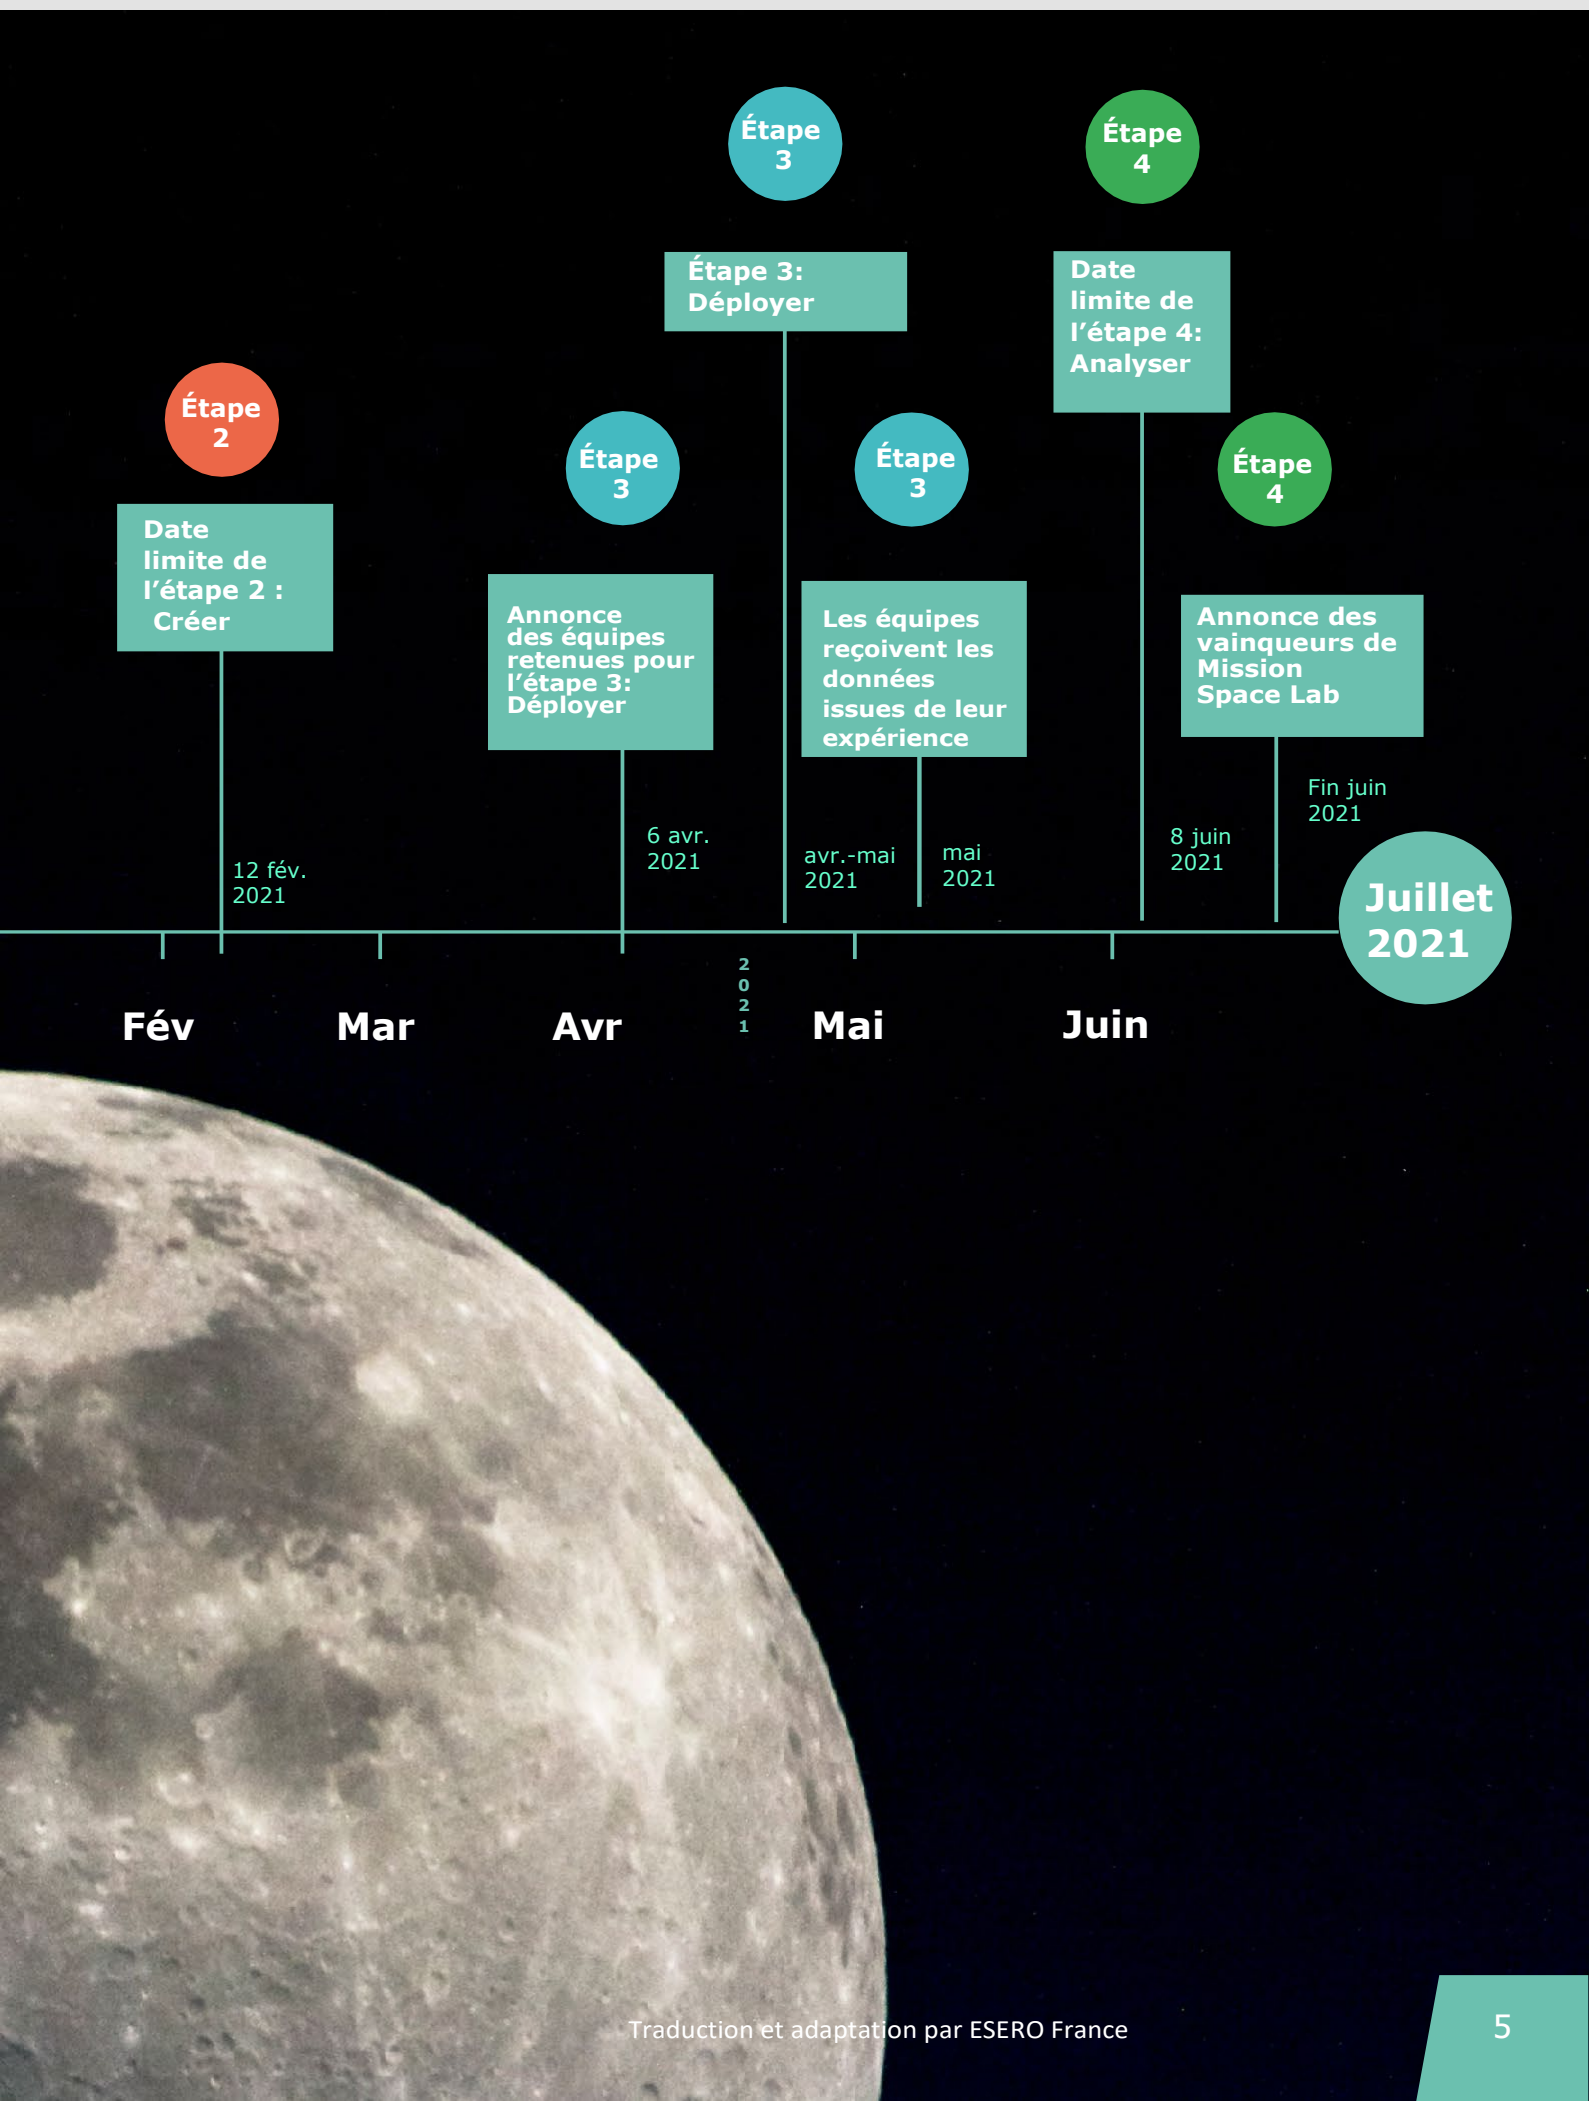 Étape
3
Étape
4
Étape 3:
Déployer
Date
limite de
l’étape 4:
Analyser
Étape
2
Étape
3
Étape
3
Étape
4
Date
limite de
l’étape 2 :
Créer
Annonce
des équipes
retenues pour
l’étape 3:
Déployer
Les équipes
reçoivent les
données
issues de leur
expérience
Annonce des
vainqueurs de
Mission
Space Lab
12 fév.
2021
6 avr.
2021
avr.-mai
2021
mai
2021
8 juin
2021
Fin juin
2021
Juillet
2021
2
0
2
1
Fév
Mar
Avr
Mai
Juin
Traduction et adaptation par ESERO France
5